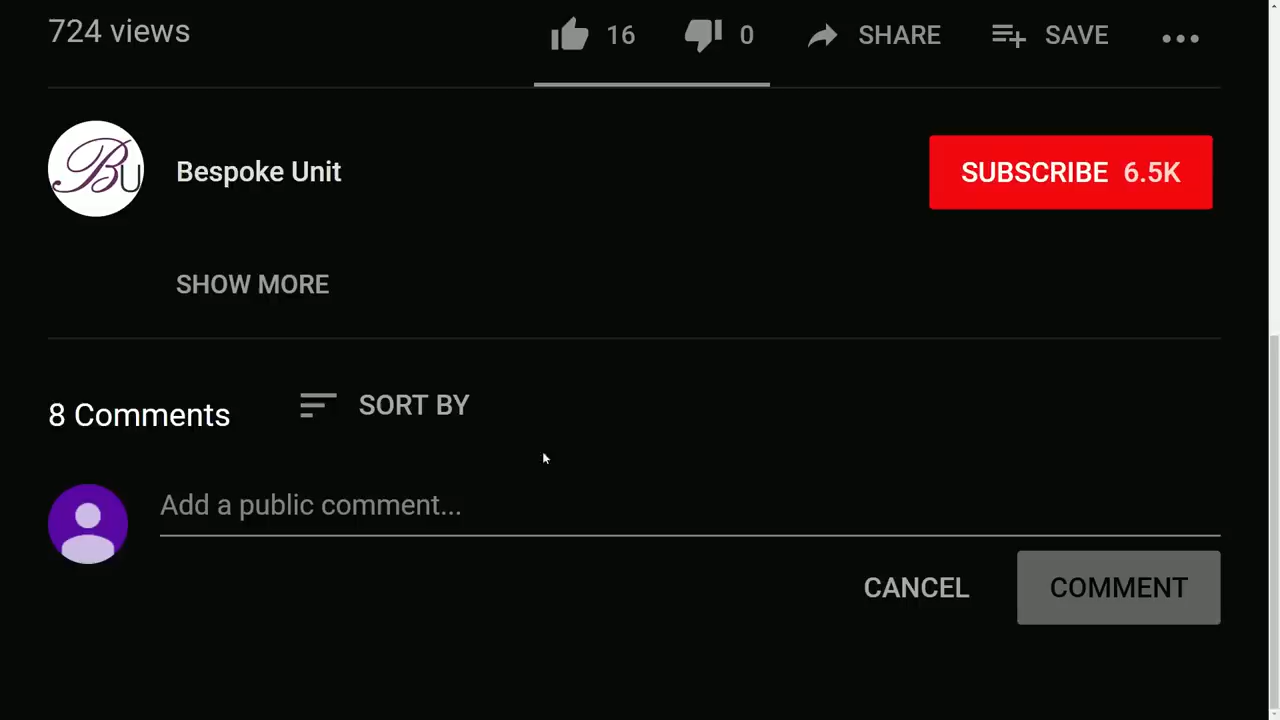 724 views
16
0
SHARE
SAVE
BU
Bespoke Unit
SUBSCRIBE 6.5K
SHOW MORE
8 Comments
SORT BY
Add a public comment...
CANCEL
COMMENT